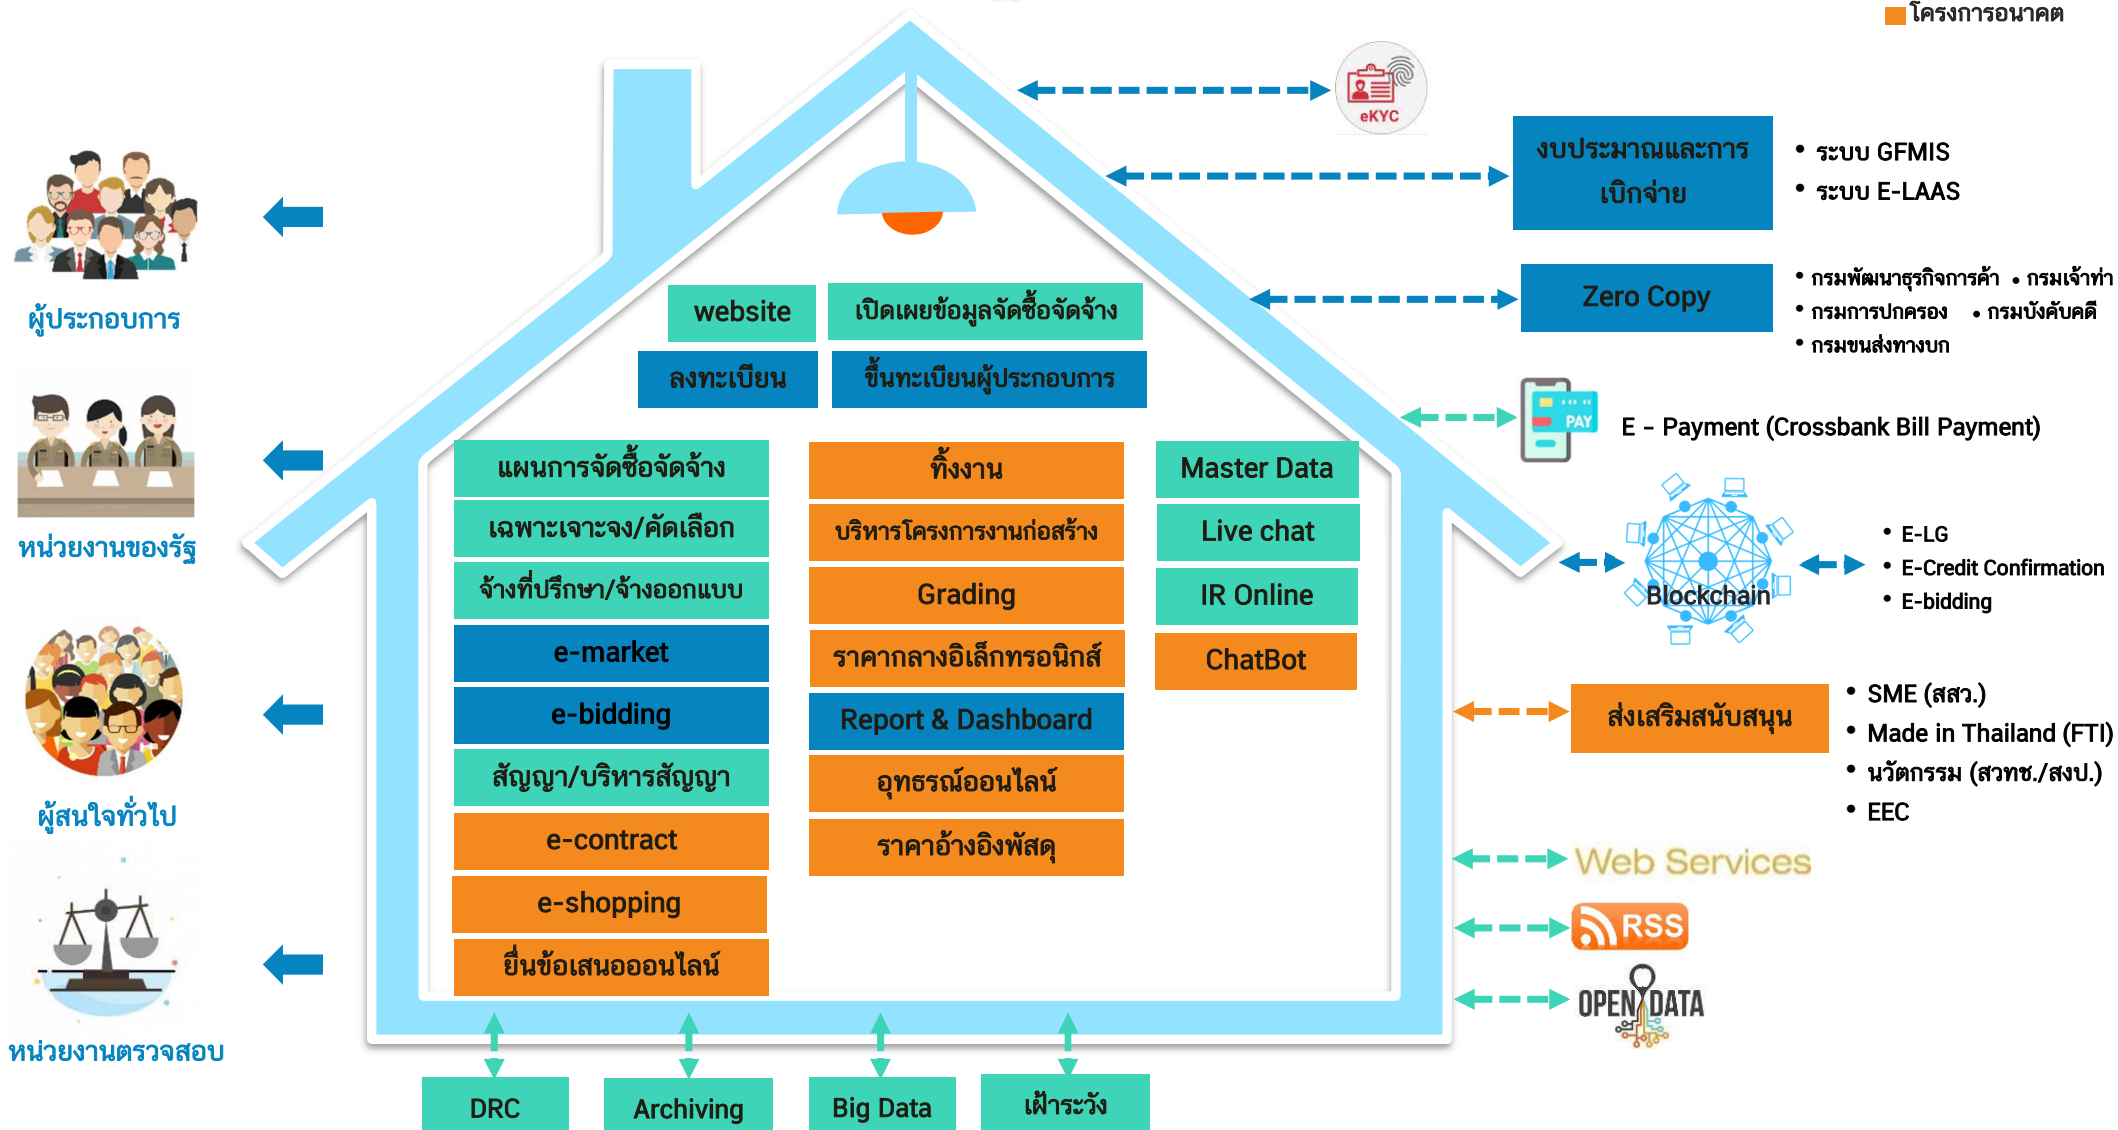 โครงการอนาคต
eKYC
งบประมาณและการ
เบิกจ่าย
• ระบบ GFMIS
• ระบบ E-LAAS
Zero Copy
• กรมพัฒนาธุรกิจการค้า • กรมเจ้าท่า
• กรมการปกครอง • กรมบังคับคดี
• กรมขนส่งทางบก
PAY
E – Payment (Crossbank Bill Payment)
Blockchain
• E-LG
• E-Credit Confirmation
• E-bidding
ส่งเสริมสนับสนุน
• SME (สสว.)
• Made in Thailand (FTI)
• นวัตกรรม (สวทช./สงป.)
• EEC
Web Services
RSS
OPEN DATA
ผู้ประกอบการ
หน่วยงานของรัฐ
ผู้สนใจทั่วไป
หน่วยงานตรวจสอบ
website
เปิดเผยข้อมูลจัดซื้อจัดจ้าง
ลงทะเบียน
ขึ้นทะเบียนผู้ประกอบการ
แผนการจัดซื้อจัดจ้าง
เฉพาะเจาะจง/คัดเลือก
จ้างที่ปรึกษา/จ้างออกแบบ
e-market
e-bidding
สัญญา/บริหารสัญญา
e-contract
e-shopping
ยื่นข้อเสนอออนไลน์
ทิ้งงาน
บริหารโครงการงานก่อสร้าง
Grading
ราคากลางอิเล็กทรอนิกส์
Report & Dashboard
อุทธรณ์ออนไลน์
ราคาอ้างอิงพัสดุ
Master Data
Live chat
IR Online
ChatBot
DRC
Archiving
Big Data
เฝ้าระวัง